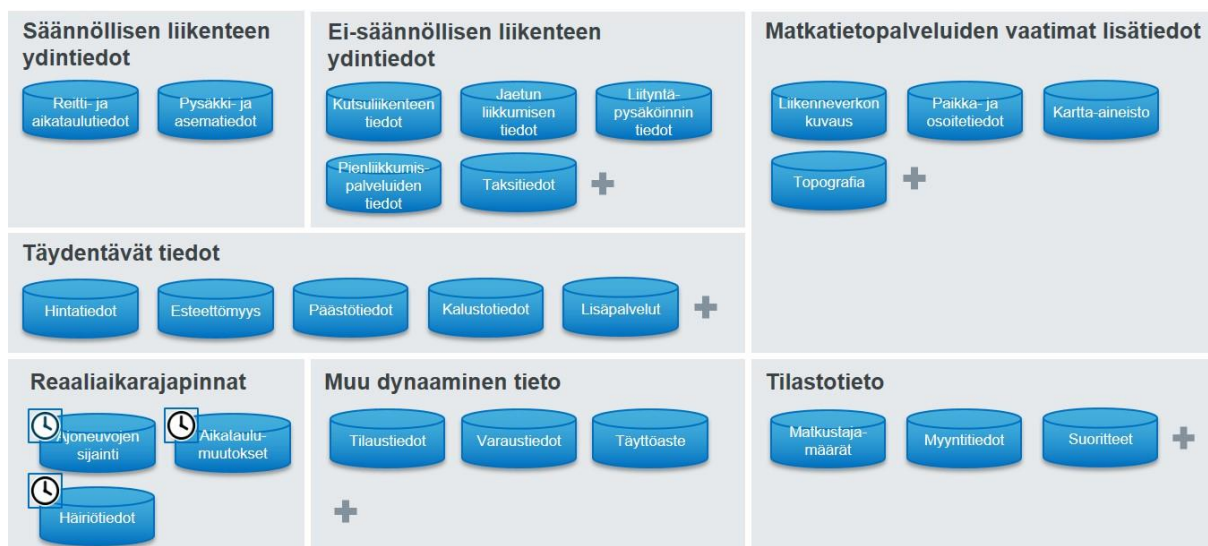 Säännöllisen liikenteen
ydintiedot
Reitti- ja
aikataulutiedot
Pysäkki- ja
asematiedot
Ei-säännöllisen liikenteen
ydintiedot
Kutsuliikenteen
tiedot
Jaetun
liikkumisen
tiedot
Liityntä-
pysäköinnin
tiedot
Pienliikkumis-
palveluiden
tiedot
Taksitiedot
Matkatietopalveluiden vaatimat lisätiedot
Liikenneverkon
kuvaus
Paikka- ja
osoitetiedot
Kartta-aineisto
Topografia
Täydentävät tiedot
Hintatiedot
Esteettömyys
Päästötiedot
Kalustotiedot
Lisäpalvelut
Reaaliaikarajapinnat
Ajoneuvojen
sijainti
Aikataulu-
muutokset
Häiriötiedot
Muu dynaaminen tieto
Tilaustiedot
Varaustiedot
Täyttöaste
Tilastotieto
Matkustaja-
määrät
Myyntitiedot
Suoritteet